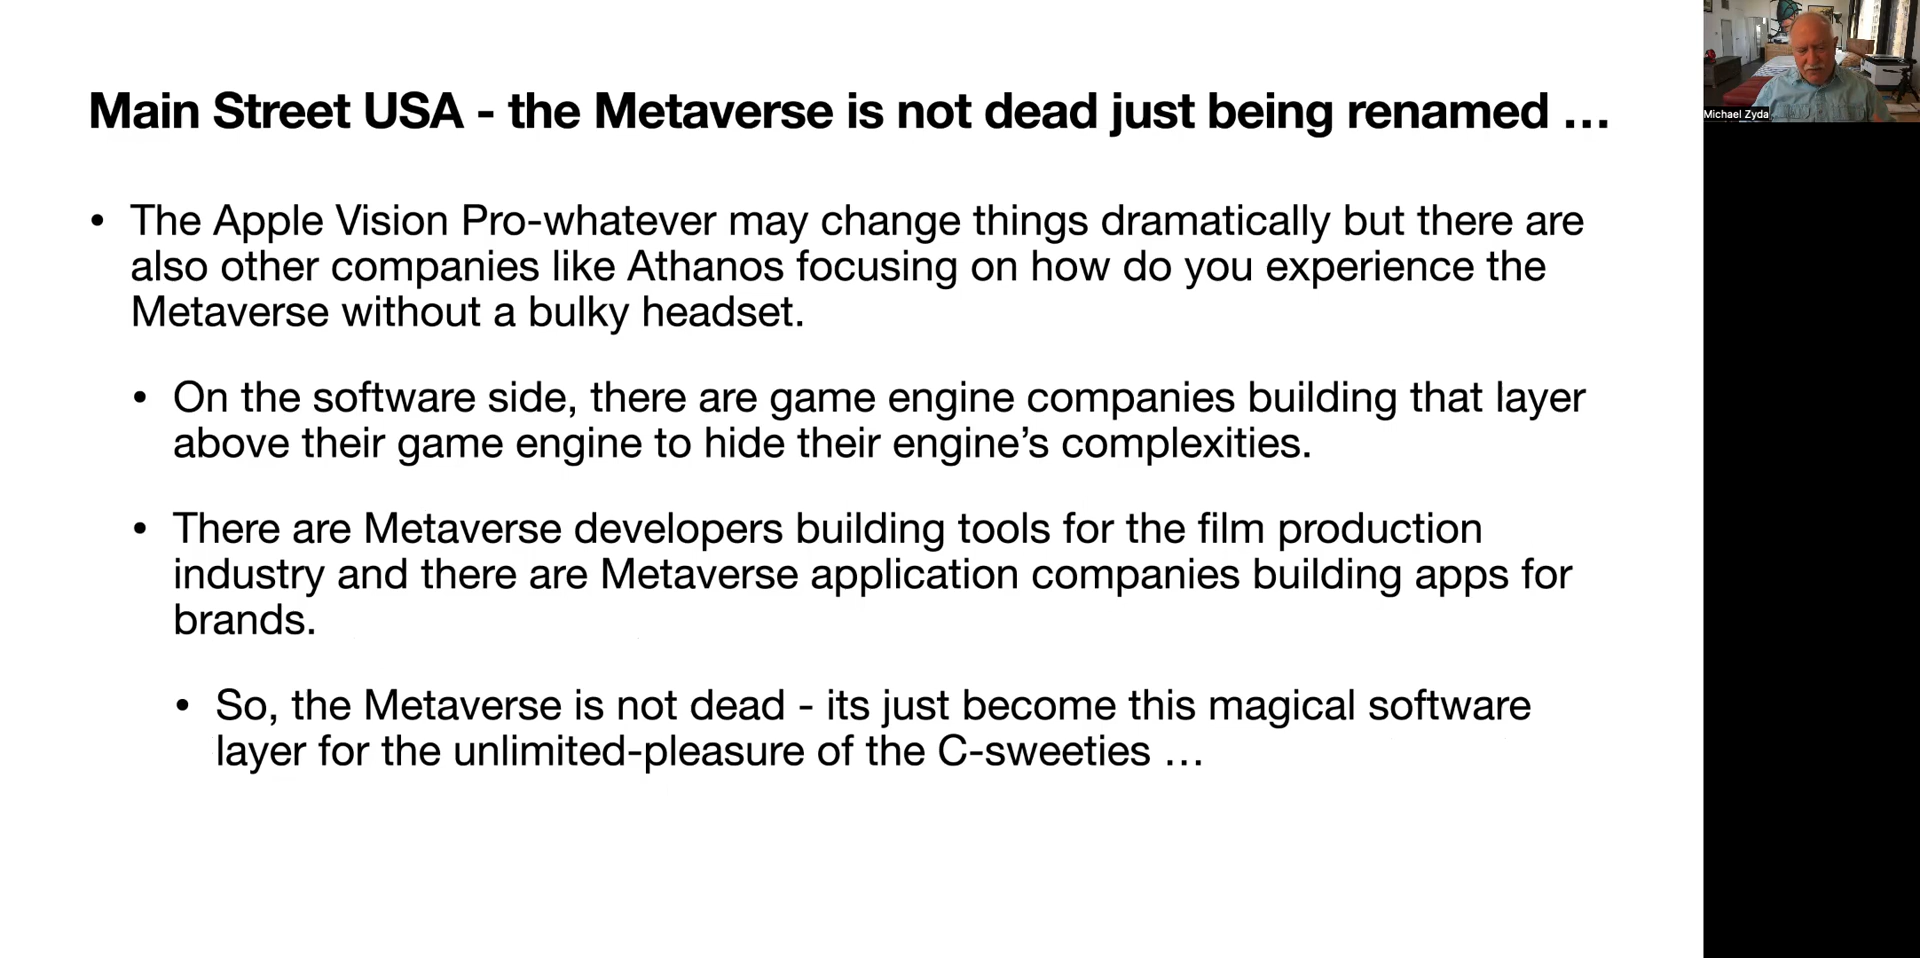 Main Street USA - the Metaverse is not dead just being renamed …
• The Apple Vision Pro-whatever may change things dramatically but there are
also other companies like Athanos focusing on how do you experience the
Metaverse without a bulky headset.
• On the software side, there are game engine companies building that layer
above their game engine to hide their engine’s complexities.
• There are Metaverse developers building tools for the film production
industry and there are Metaverse application companies building apps for
brands.
• So, the Metaverse is not dead - its just become this magical software
layer for the unlimited-pleasure of the C-sweeties …
Michael Zyda